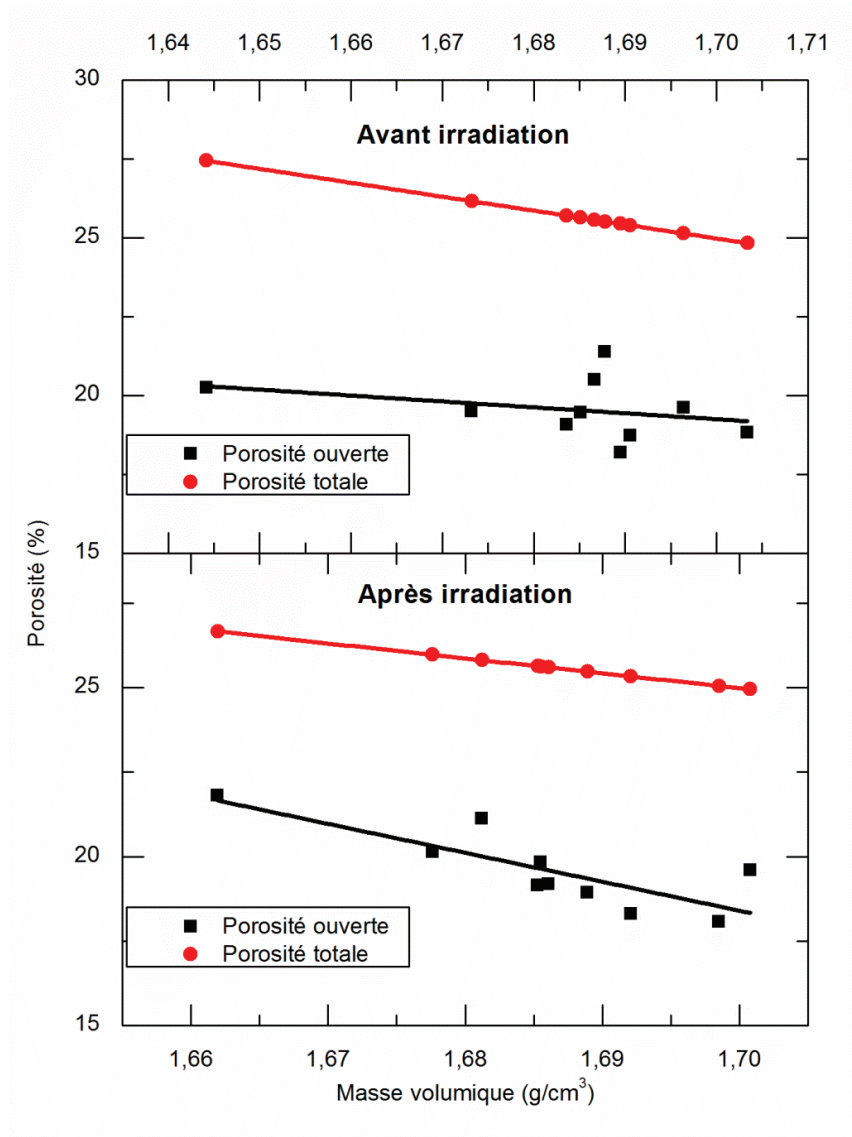 1,64 1,65 1,66 1,67 1,68 1,69 1,70 1,71
30
Avant irradiation
25
20
Porosité ouverte
Porosité totale
15
Porosité (%)
Après irradiation
25
20
Porosité ouverte
Porosité totale
15
1,66 1,67 1,68 1,69 1,70
Masse volumique (g/cm³)